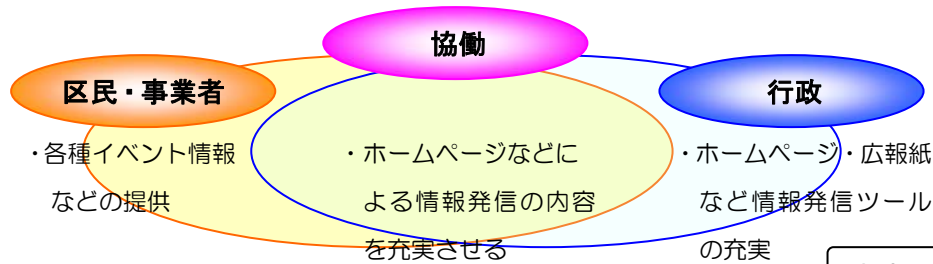 協働
区民・事業者
行政
・各種イベント情報
などの提供
・ホームページなどに
よる情報発信の内容
を充実させる
・ホームページ・広報紙
など情報発信ツール
の充実